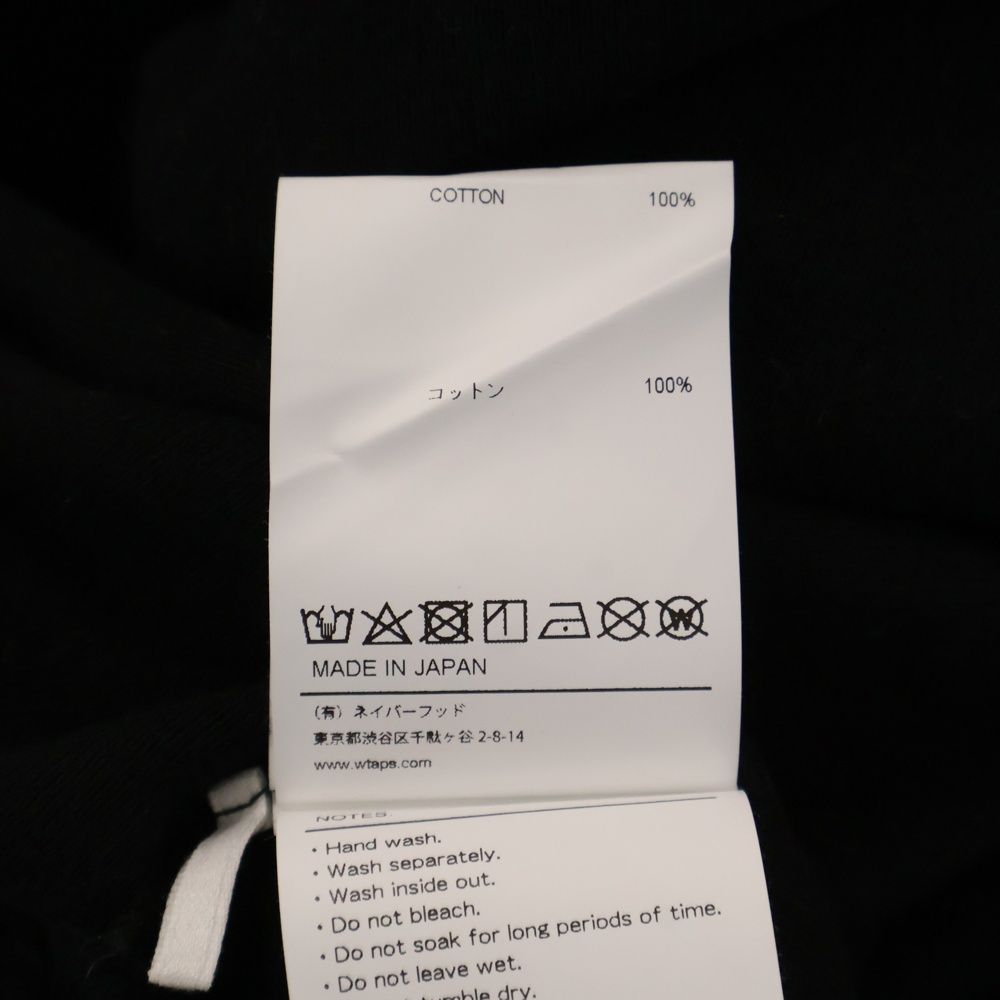 COTTON 100%
コットン 100%
W
MADE IN JAPAN
（有）ネイバーフッド
東京都渋谷区千駄ヶ谷 2-8-14
www.wtaps.com
NOTES.
・Hand wash.
・Wash separately.
・Wash inside out.
・Do not bleach.
・Do not soak for long periods of time.
・Do not leave wet.
tumble dry.